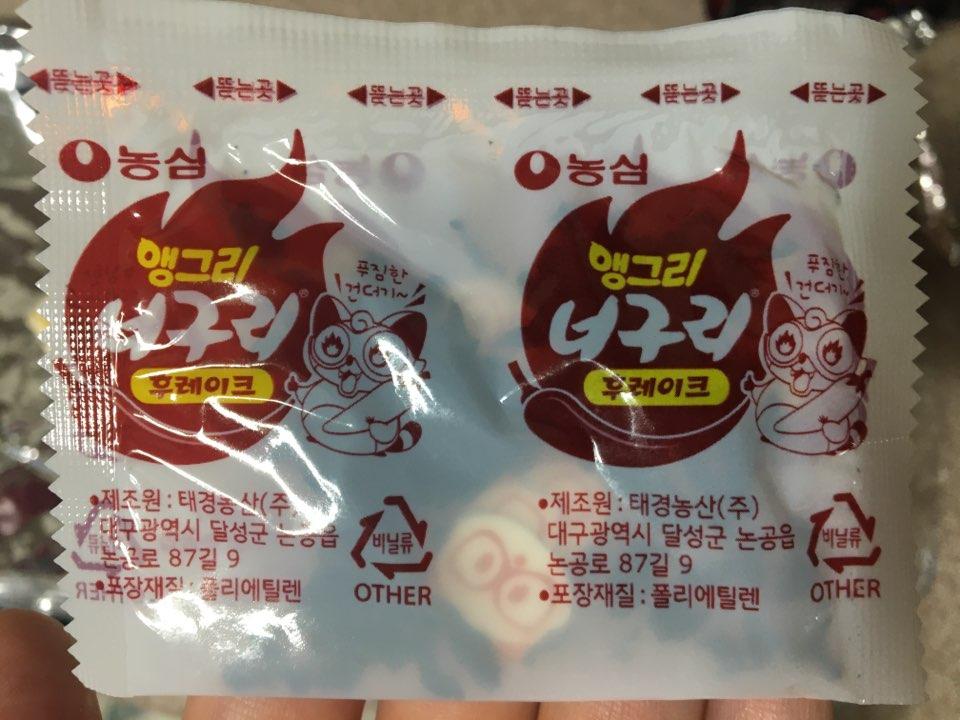 뜯는곳 뜯는곳 뜯는곳 뜯는곳 뜯는곳 뜯는곳
농심
앵그리
너구리
후레이크
푸짐한
건더기~
•제조원 : 태경농산(주)
대구광역시 달성군 논공읍
논공로 87길 9
•포장재질 : 폴리에틸렌
비닐류
OTHER
농심
앵그리
너구리®
후레이크
푸짐한
건더기~
•제조원 : 태경농산(주)
대구광역시 달성군 논공읍
논공로 87길 9
•포장재질 : 폴리에틸렌
비닐류
OTHER